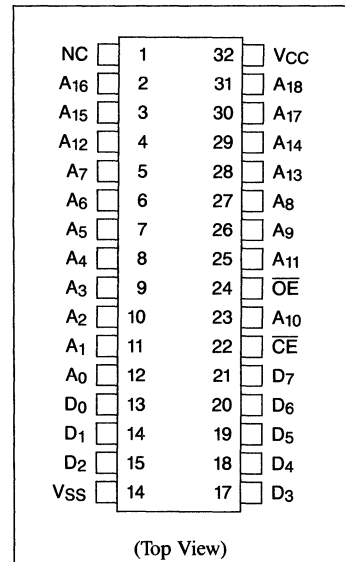 NC 1 32 VCC
A16 2 31 A18
A15 3 30 A17
A12 4 29 A14
A7 5 28 A13
A6 6 27 A8
A5 7 26 A9
A4 8 25 A11
A3 9 24 O̅E̅
A2 10 23 A10
A1 11 22 C̅E̅
A0 12 21 D7
D0 13 20 D6
D1 14 19 D5
D2 15 18 D4
VSS 14 17 D3
(Top View)